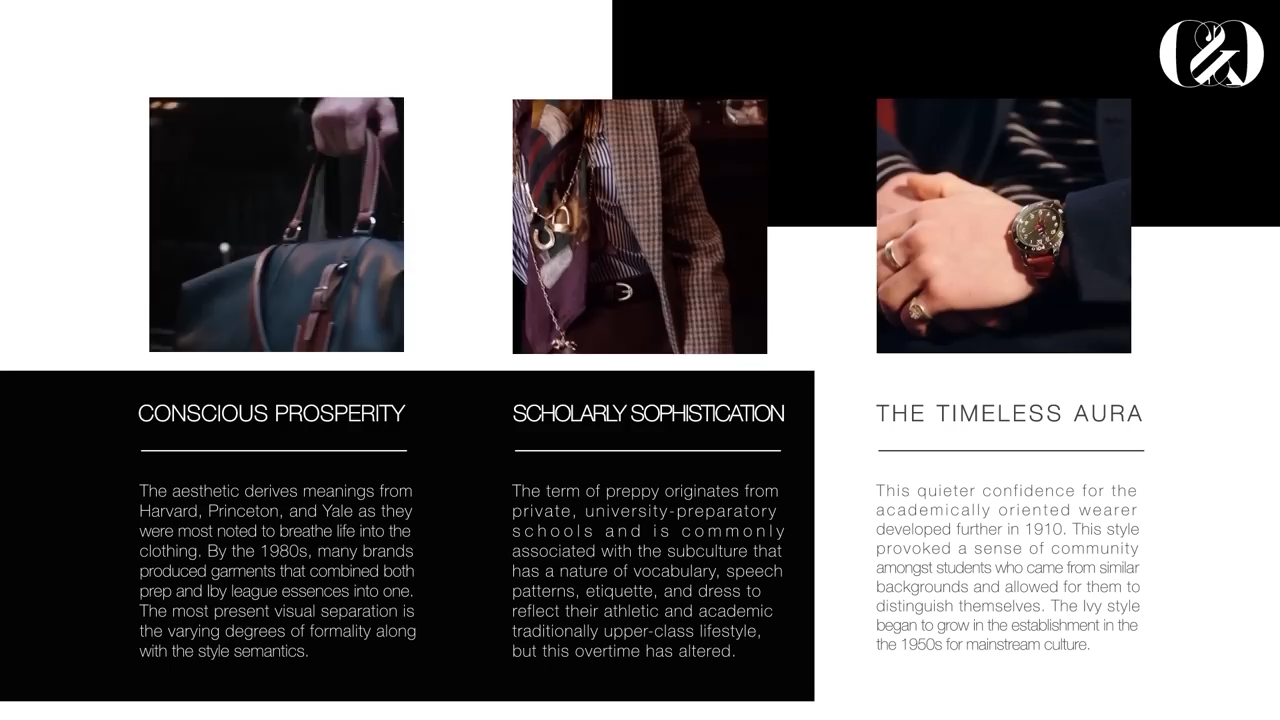 O&O
CONSCIOUS PROSPERITY
The aesthetic derives meanings from
Harvard, Princeton, and Yale as they
were most noted to breathe life into the
clothing. By the 1980s, many brands
produced garments that combined both
prep and Iby league essences into one.
The most present visual separation is
the varying degrees of formality along
with the style semantics.
SCHOLARLY SOPHISTICATION
The term of preppy originates from
private, university-preparatory
schools and is commonly
associated with the subculture that
has a nature of vocabulary, speech
patterns, etiquette, and dress to
reflect their athletic and academic
traditionally upper-class lifestyle,
but this overtime has altered.
THE TIMELESS AURA
This quieter confidence for the
academically oriented wearer
developed further in 1910. This style
provoked a sense of community
amongst students who came from similar
backgrounds and allowed for them to
distinguish themselves. The Ivy style
began to grow in the establishment in the
the 1950s for mainstream culture.